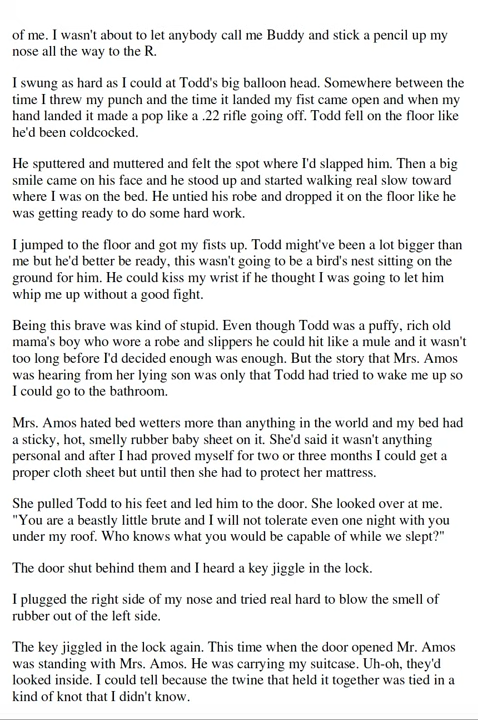 of me. I wasn't about to let anybody call me Buddy and stick a pencil up my
nose all the way to the R.
I swung as hard as I could at Todd's big balloon head. Somewhere between the
time I threw my punch and the time it landed my fist came open and when my
hand landed it made a pop like a .22 rifle going off. Todd fell on the floor like
he'd been coldcocked.
He sputtered and muttered and felt the spot where I'd slapped him. Then a big
smile came on his face and he stood up and started walking real slow toward
where I was on the bed. He untied his robe and dropped it on the floor like he
was getting ready to do some hard work.
I jumped to the floor and got my fists up. Todd might've been a lot bigger than
me but he'd better be ready, this wasn't going to be a bird's nest sitting on the
ground for him. He could kiss my wrist if he thought I was going to let him
whip me up without a good fight.
Being this brave was kind of stupid. Even though Todd was a puffy, rich old
mama's boy who wore a robe and slippers he could hit like a mule and it wasn't
too long before I'd decided enough was enough. But the story that Mrs. Amos
was hearing from her lying son was only that Todd had tried to wake me up so
I could go to the bathroom.
Mrs. Amos hated bed wetters more than anything in the world and my bed had
a sticky, hot, smelly rubber baby sheet on it. She'd said it wasn't anything
personal and after I had proved myself for two or three months I could get a
proper cloth sheet but until then she had to protect her mattress.
She pulled Todd to his feet and led him to the door. She looked over at me.
"You are a beastly little brute and I will not tolerate even one night with you
under my roof. Who knows what you would be capable of while we slept?"
The door shut behind them and I heard a key jiggle in the lock.
I plugged the right side of my nose and tried real hard to blow the smell of
rubber out of the left side.
The key jiggled in the lock again. This time when the door opened Mr. Amos
was standing with Mrs. Amos. He was carrying my suitcase. Uh-oh, they'd
looked inside. I could tell because the twine that held it together was tied in a
kind of knot that I didn't know.